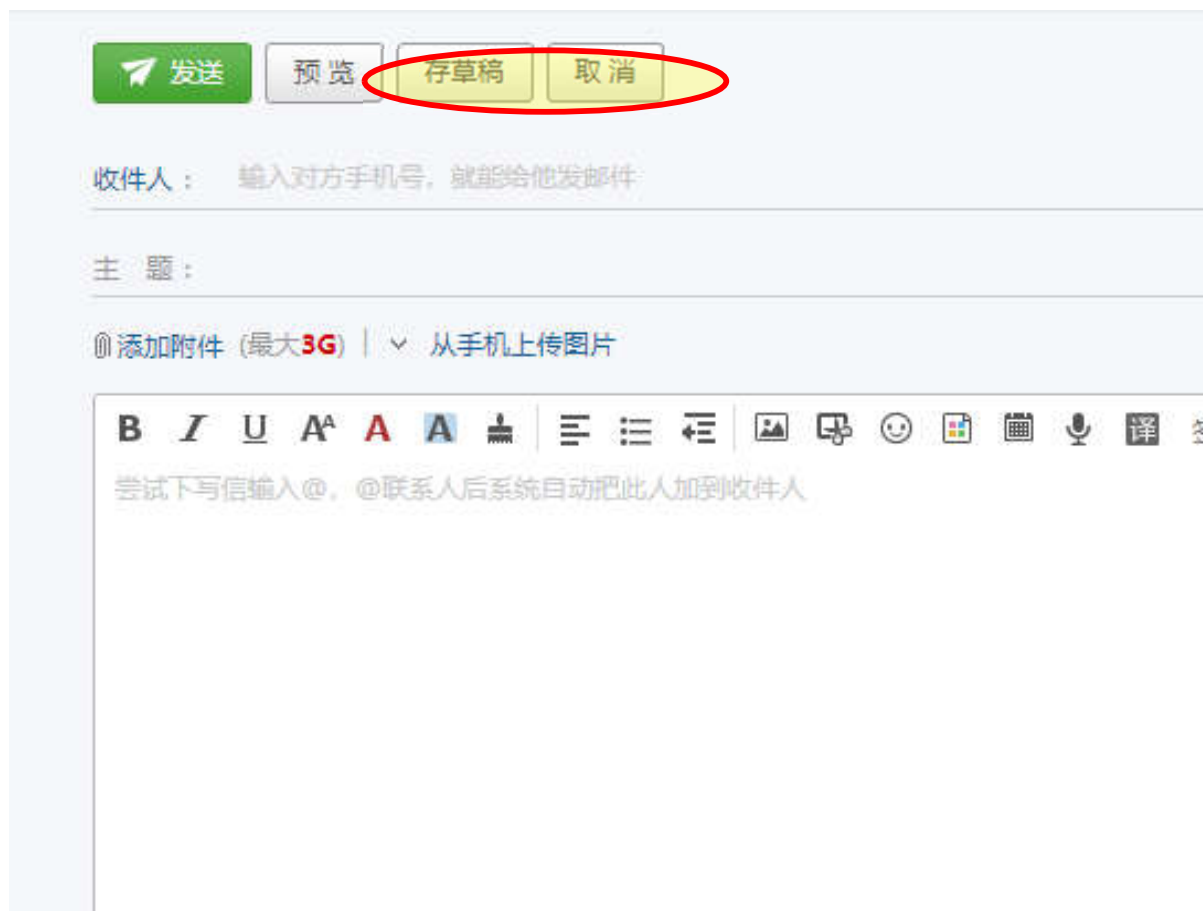 发送 预 览 存草稿 取 消
收件人： 输入对方手机号，就能给他发邮件
主 题：
添加附件 (最大3G) | 从手机上传图片
B I U AA A A 译
尝试下写信输入@，@联系人后系统自动把此人加到收件人